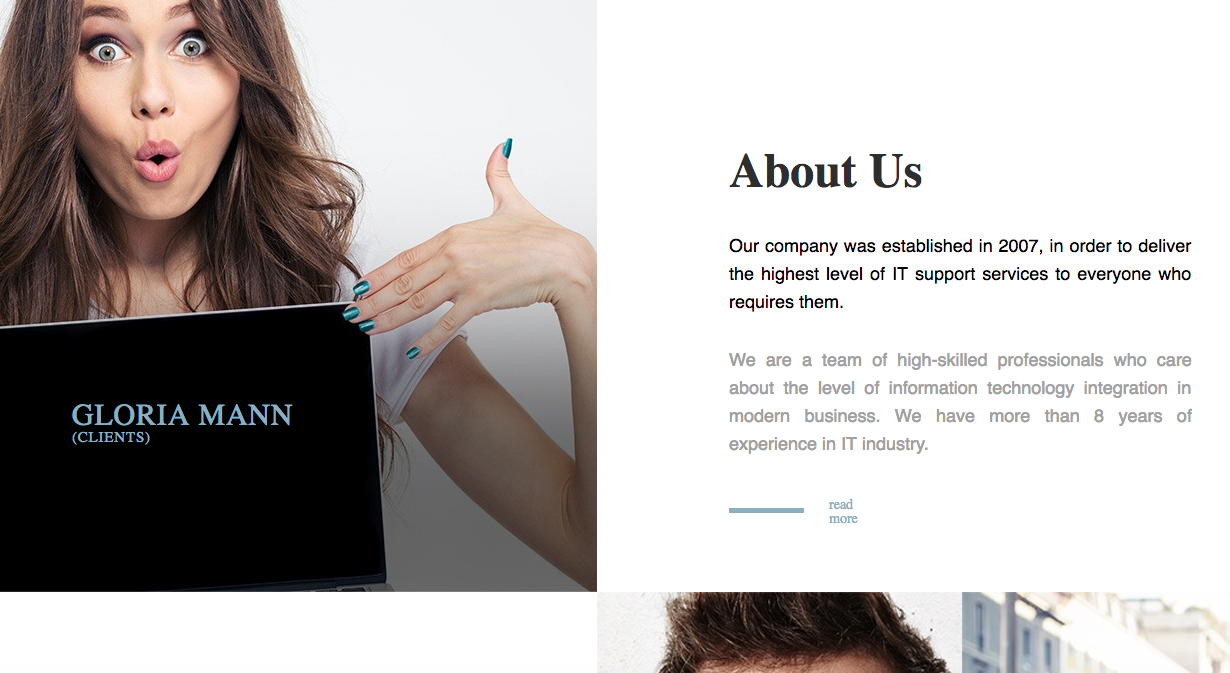 GLORIA MANN
(CLIENTS)
About Us
Our company was established in 2007, in order to deliver
the highest level of IT support services to everyone who
requires them.
We are a team of high-skilled professionals who care
about the level of information technology integration in
modern business. We have more than 8 years of
experience in IT industry.
read
more